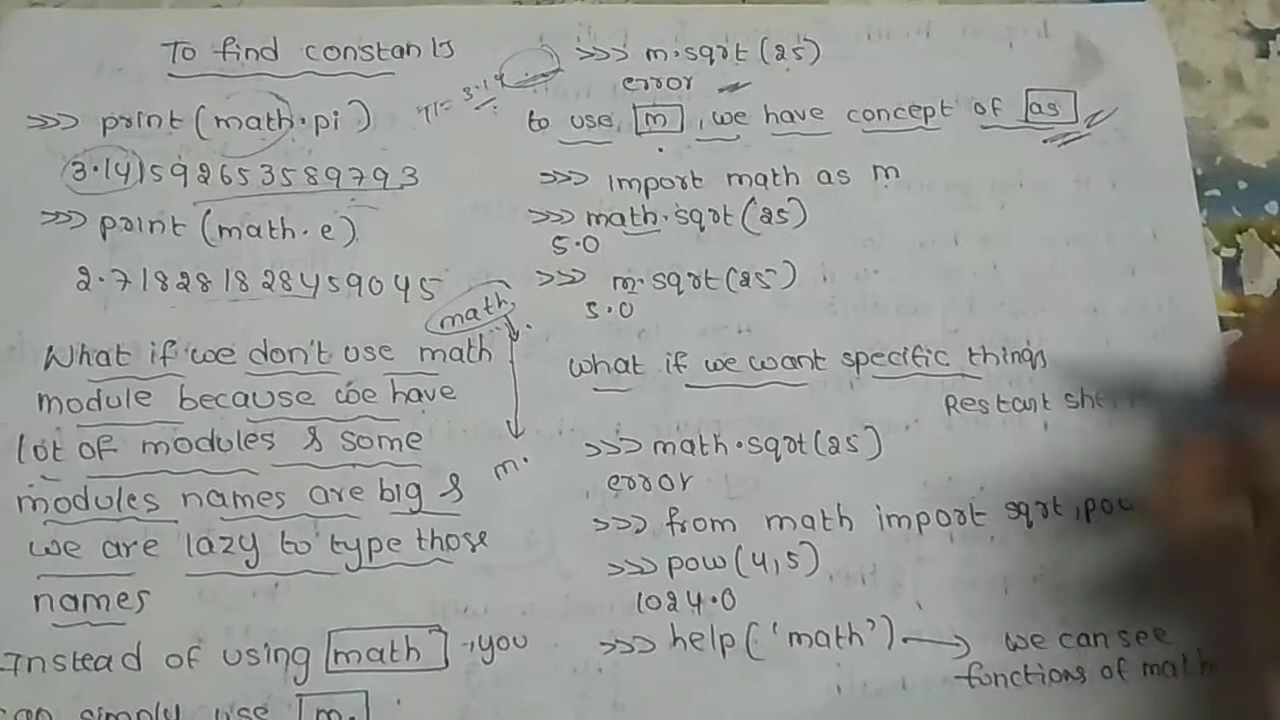 To find constants
>>> print(math.pi)
π = 3.14
3.141592653589793
>>> print(math.e)
2.718281828459045
math
m.
What if we don't use math
module because we have
lot of modules & some
modules names are big &
we are lazy to type those
names
Instead of using math, you
simply use m.
>>> m.sqrt(25)
error
to use m, we have concept of as
>>> import math as m
>>> math.sqrt(25)
5.0
>>> m.sqrt(25)
5.0
What if we want specific things
Restart
>>> math.sqrt(25)
error
>>> from math import sqrt, pow
>>> pow(4,5)
1024.0
>>> help('math') → we can see
functions of math